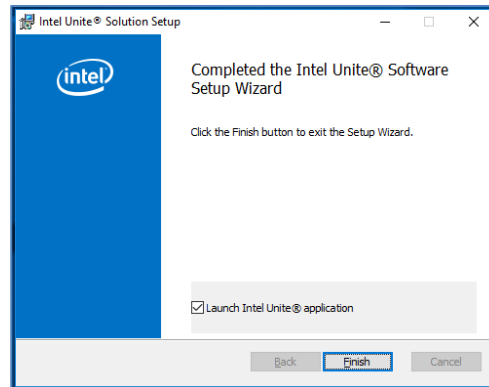 Intel Unite® Solution Setup
intel
Completed the Intel Unite® Software
Setup Wizard
Click the Finish button to exit the Setup Wizard.
Launch Intel Unite® application
Back
Finish
Cancel